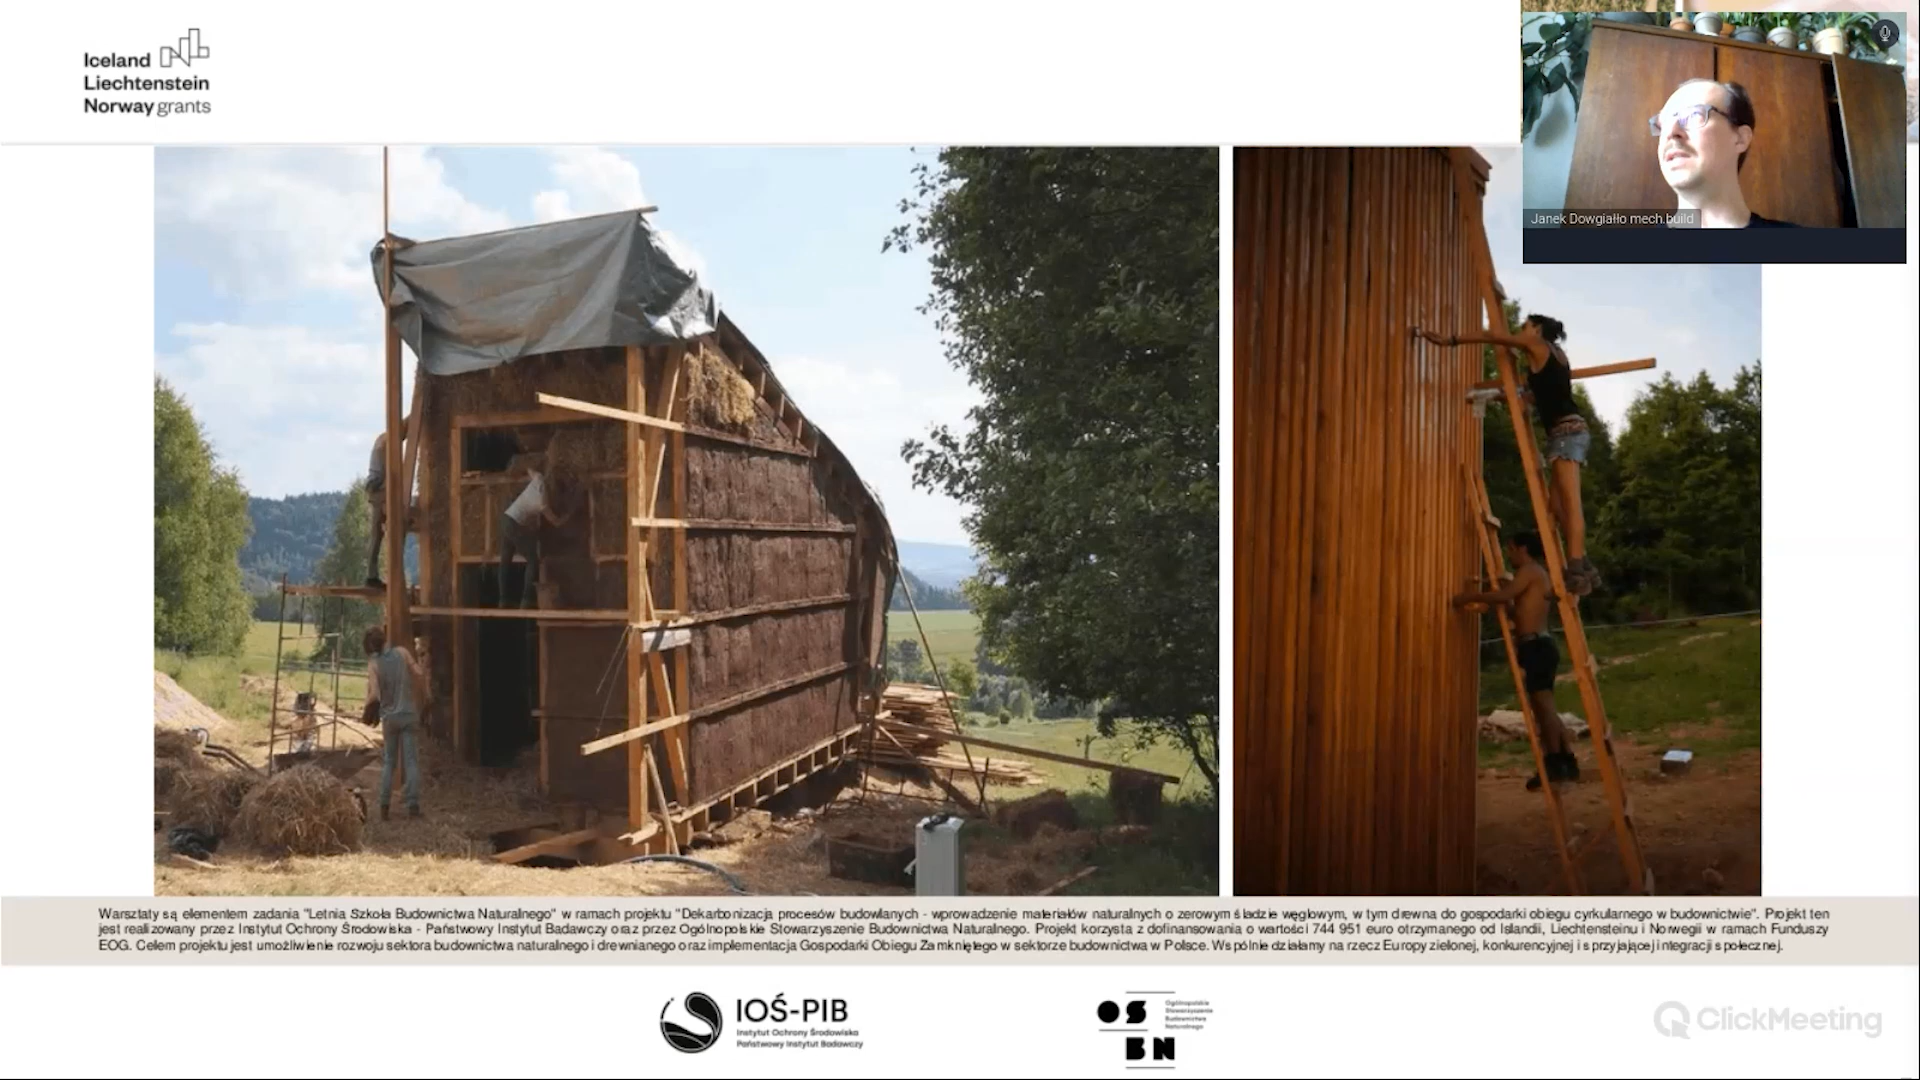 Iceland
Liechtenstein
Norway grants
Janek Dowgiałło mech.build
Warsztaty są elementem zadania "Letnia Szkoła Budownictwa Naturalnego" w ramach projektu "Dekarbonizacja procesów budowlanych - wprowadzenie materiałów naturalnych o zerowym śladzie węglowym, w tym drewna do gospodarki obiegu cyrkularnego w budownictwie". Projekt ten
jest realizowany przez Instytut Ochrony Środowiska - Państwowy Instytut Badawczy oraz przez Ogólnopolskie Stowarzyszenie Budownictwa Naturalnego. Projekt korzysta z dofinansowania o wartości 744 951 euro otrzymanego od Islandii, Liechtensteinu i Norwegii w ramach Funduszy
EOG. Celem projektu jest umożliwienie rozwoju sektora budownictwa naturalnego i drewnianego oraz implementacja Gospodarki Obiegu Zamkniętego w sektorze budownictwa w Polsce. Wspólnie działamy na rzecz Europy zielonej, konkurencyjnej i sprzyjającej integracji społecznej.
IOŚ-PIB
Instytut Ochrony Środowiska
Państwowy Instytut Badawczy
OS
BN
Ogólnopolskie
Stowarzyszenie
Budownictwa
Naturalnego
ClickMeeting